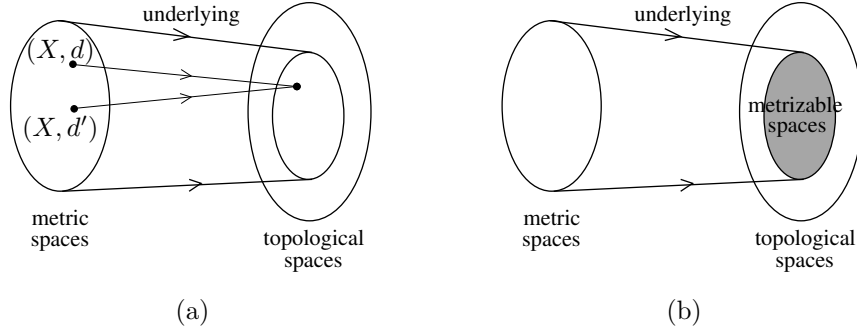 underlying
(X, d)
(X, d′)
metric
spaces
topological
spaces
(a)
underlying
metrizable
spaces
metric
spaces
topological
spaces
(b)